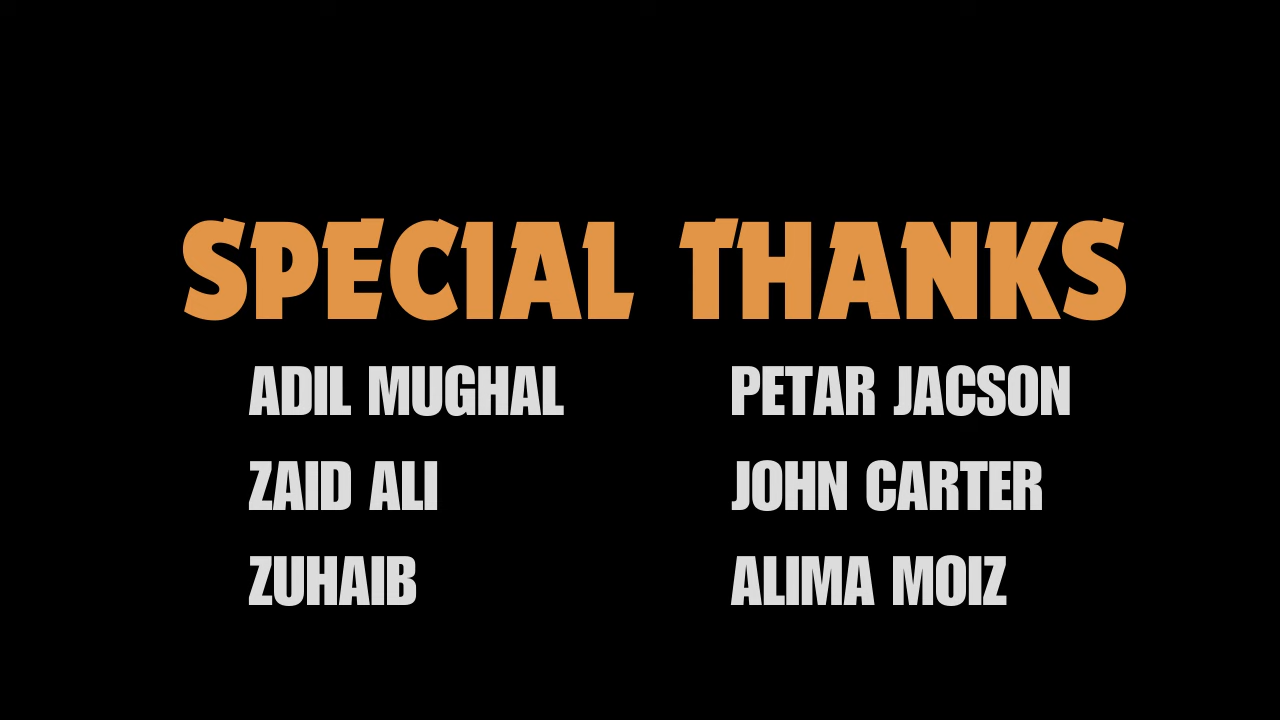 SPECIAL THANKS
ADIL MUGHAL
PETAR JACSON
ZAID ALI
JOHN CARTER
ZUHAIB
ALIMA MOIZ